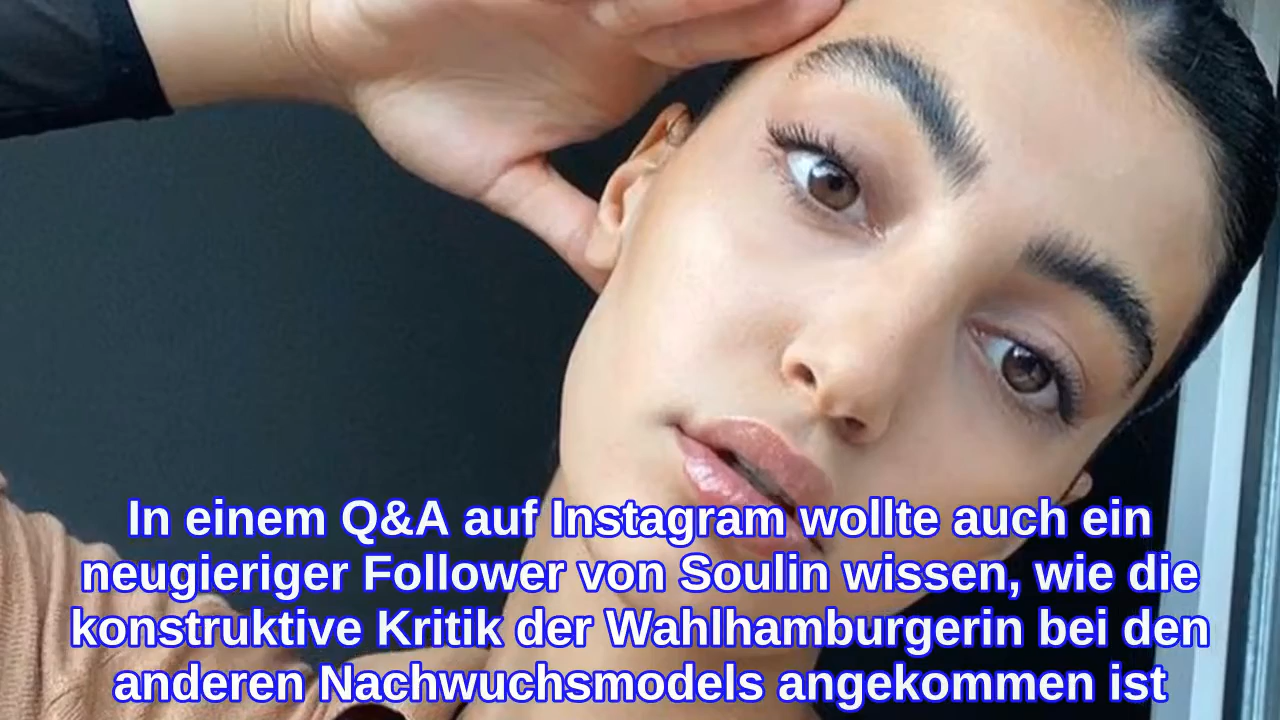 In einem Q&A auf Instagram wollte auch ein
neugieriger Follower von Soulin wissen, wie die
konstruktive Kritik der Wahlhamburgerin bei den
anderen Nachwuchsmodels angekommen ist